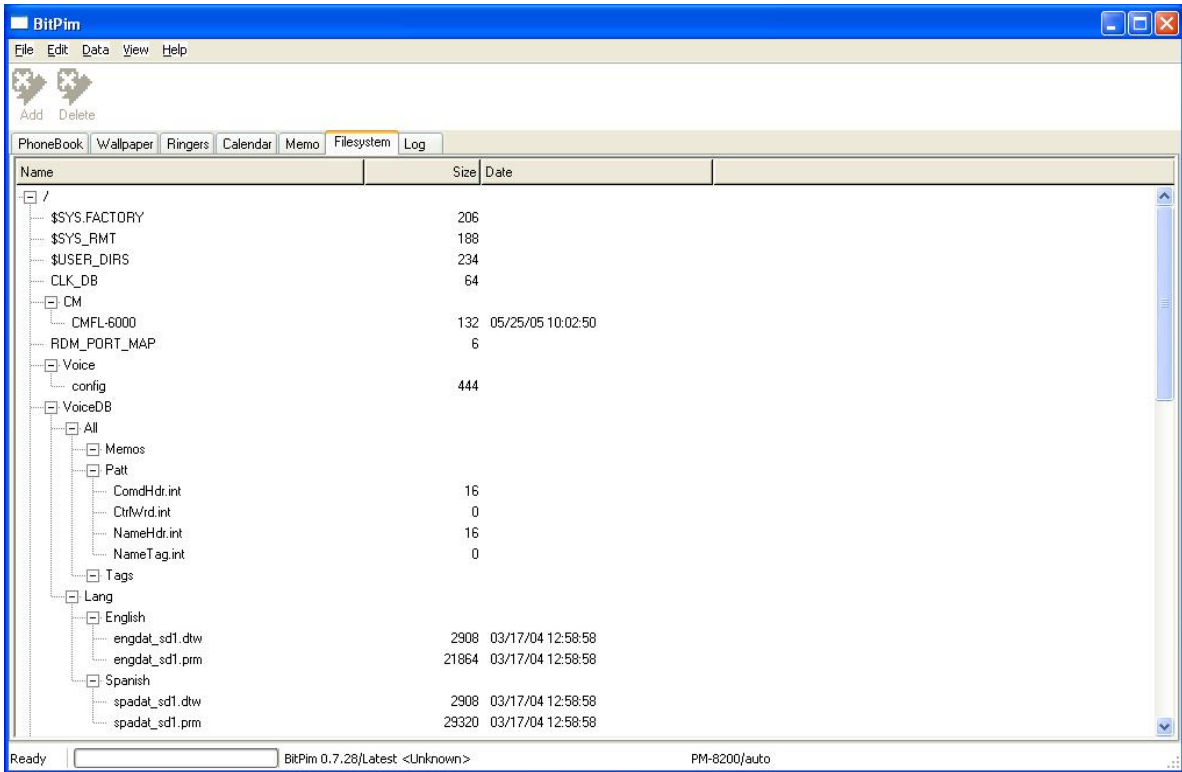 BitPim
File Edit Data View Help
Add Delete
PhoneBook Wallpaper Ringers Calendar Memo Filesystem Log
Name Size Date
/
$SYS.FACTORY 206
$SYS_RMT 188
$USER_DIRS 234
CLK_DB 64
CM
CMFL-6000 132 05/25/05 10:02:50
RDM_PORT_MAP 6
Voice
config 444
VoiceDB
All
Memos
Patt
ComdHdr.int 16
CtrlWrd.int 0
NameHdr.int 16
NameTag.int 0
Tags
Lang
English
engdat_sd1.dtw 2908 03/17/04 12:58:58
engdat_sd1.prm 21864 03/17/04 12:58:58
Spanish
spadat_sd1.dtw 2908 03/17/04 12:58:58
spadat_sd1.prm 29320 03/17/04 12:58:58
Ready BitPim 0.7.28/Latest <Unknown> PM-8200/auto